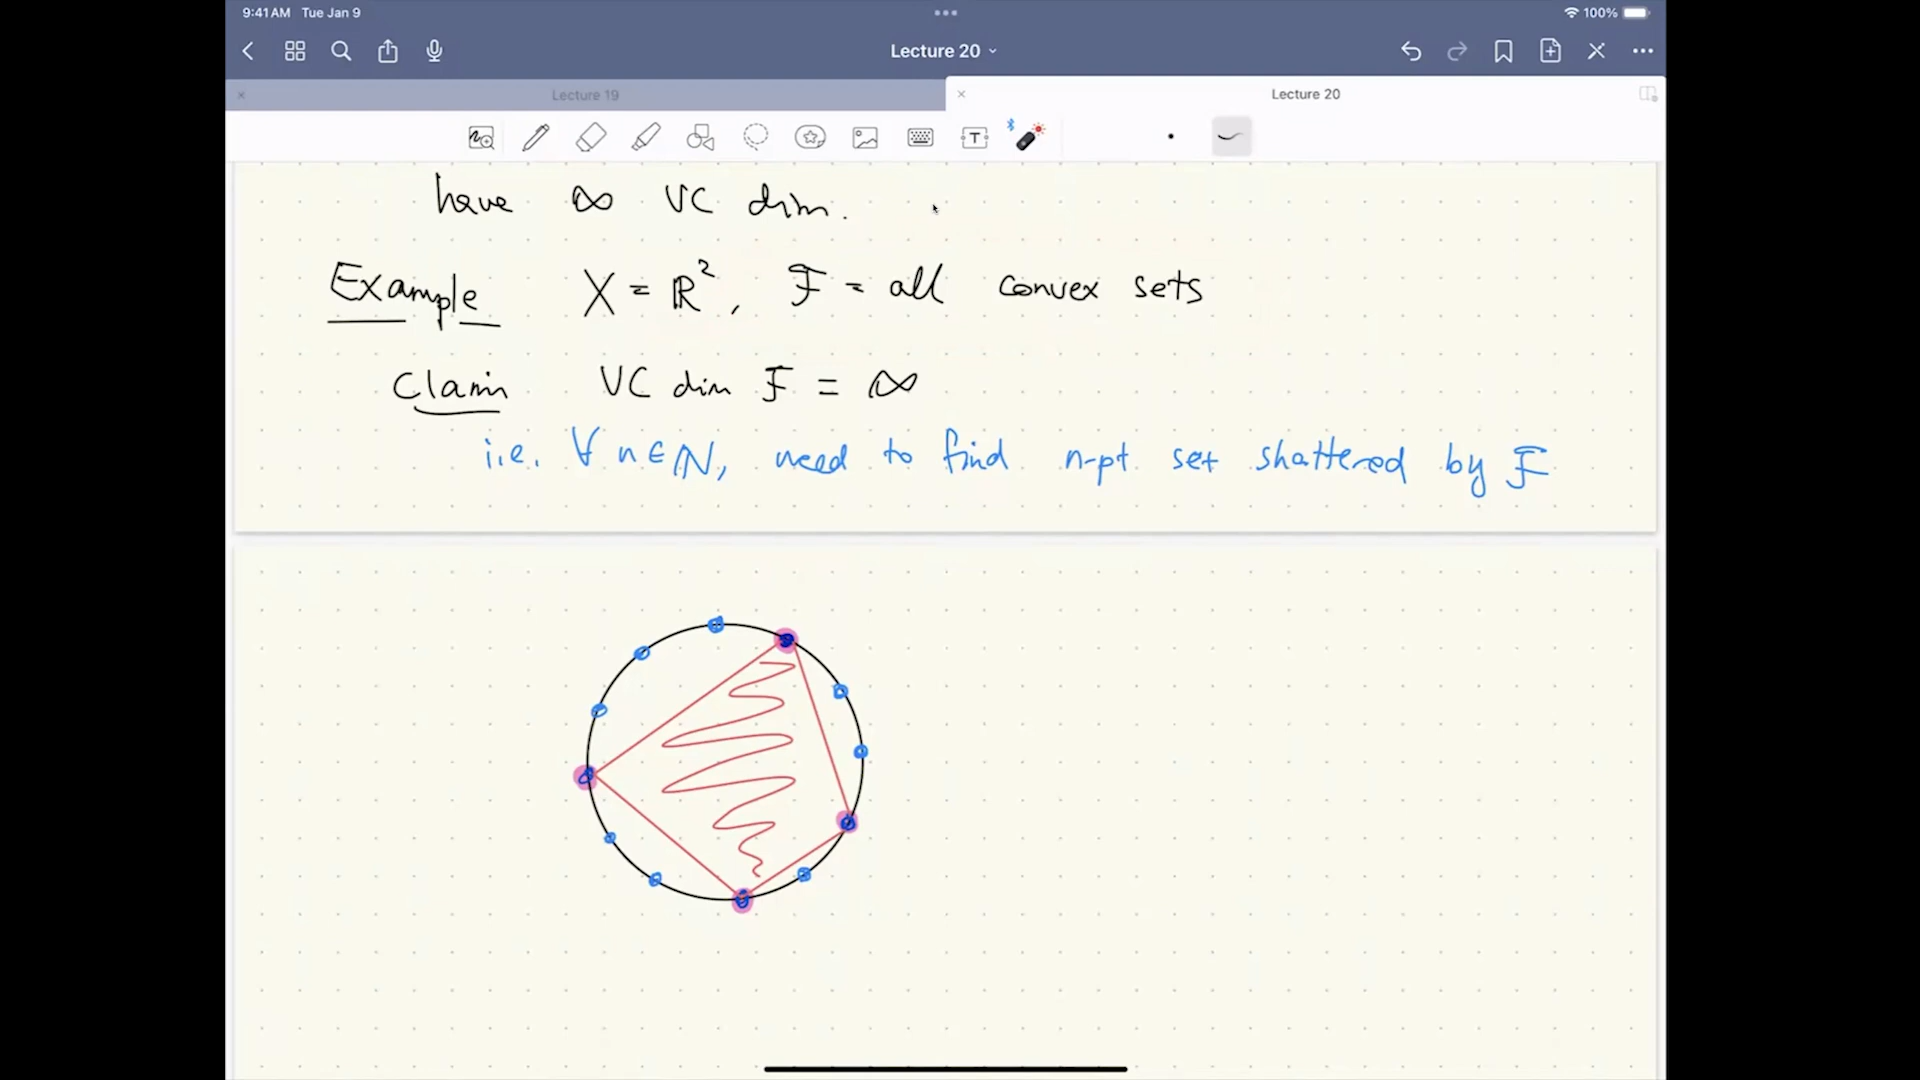 9:41 AM Tue Jan 9
100%
Lecture 20
Lecture 19
Lecture 20
T
have ∞ VC dim.
Example X = ℝ², F = all convex sets
Claim VC dim F = ∞
i.e. ∀ n ∈ ℕ, need to find n-pt set shattered by F